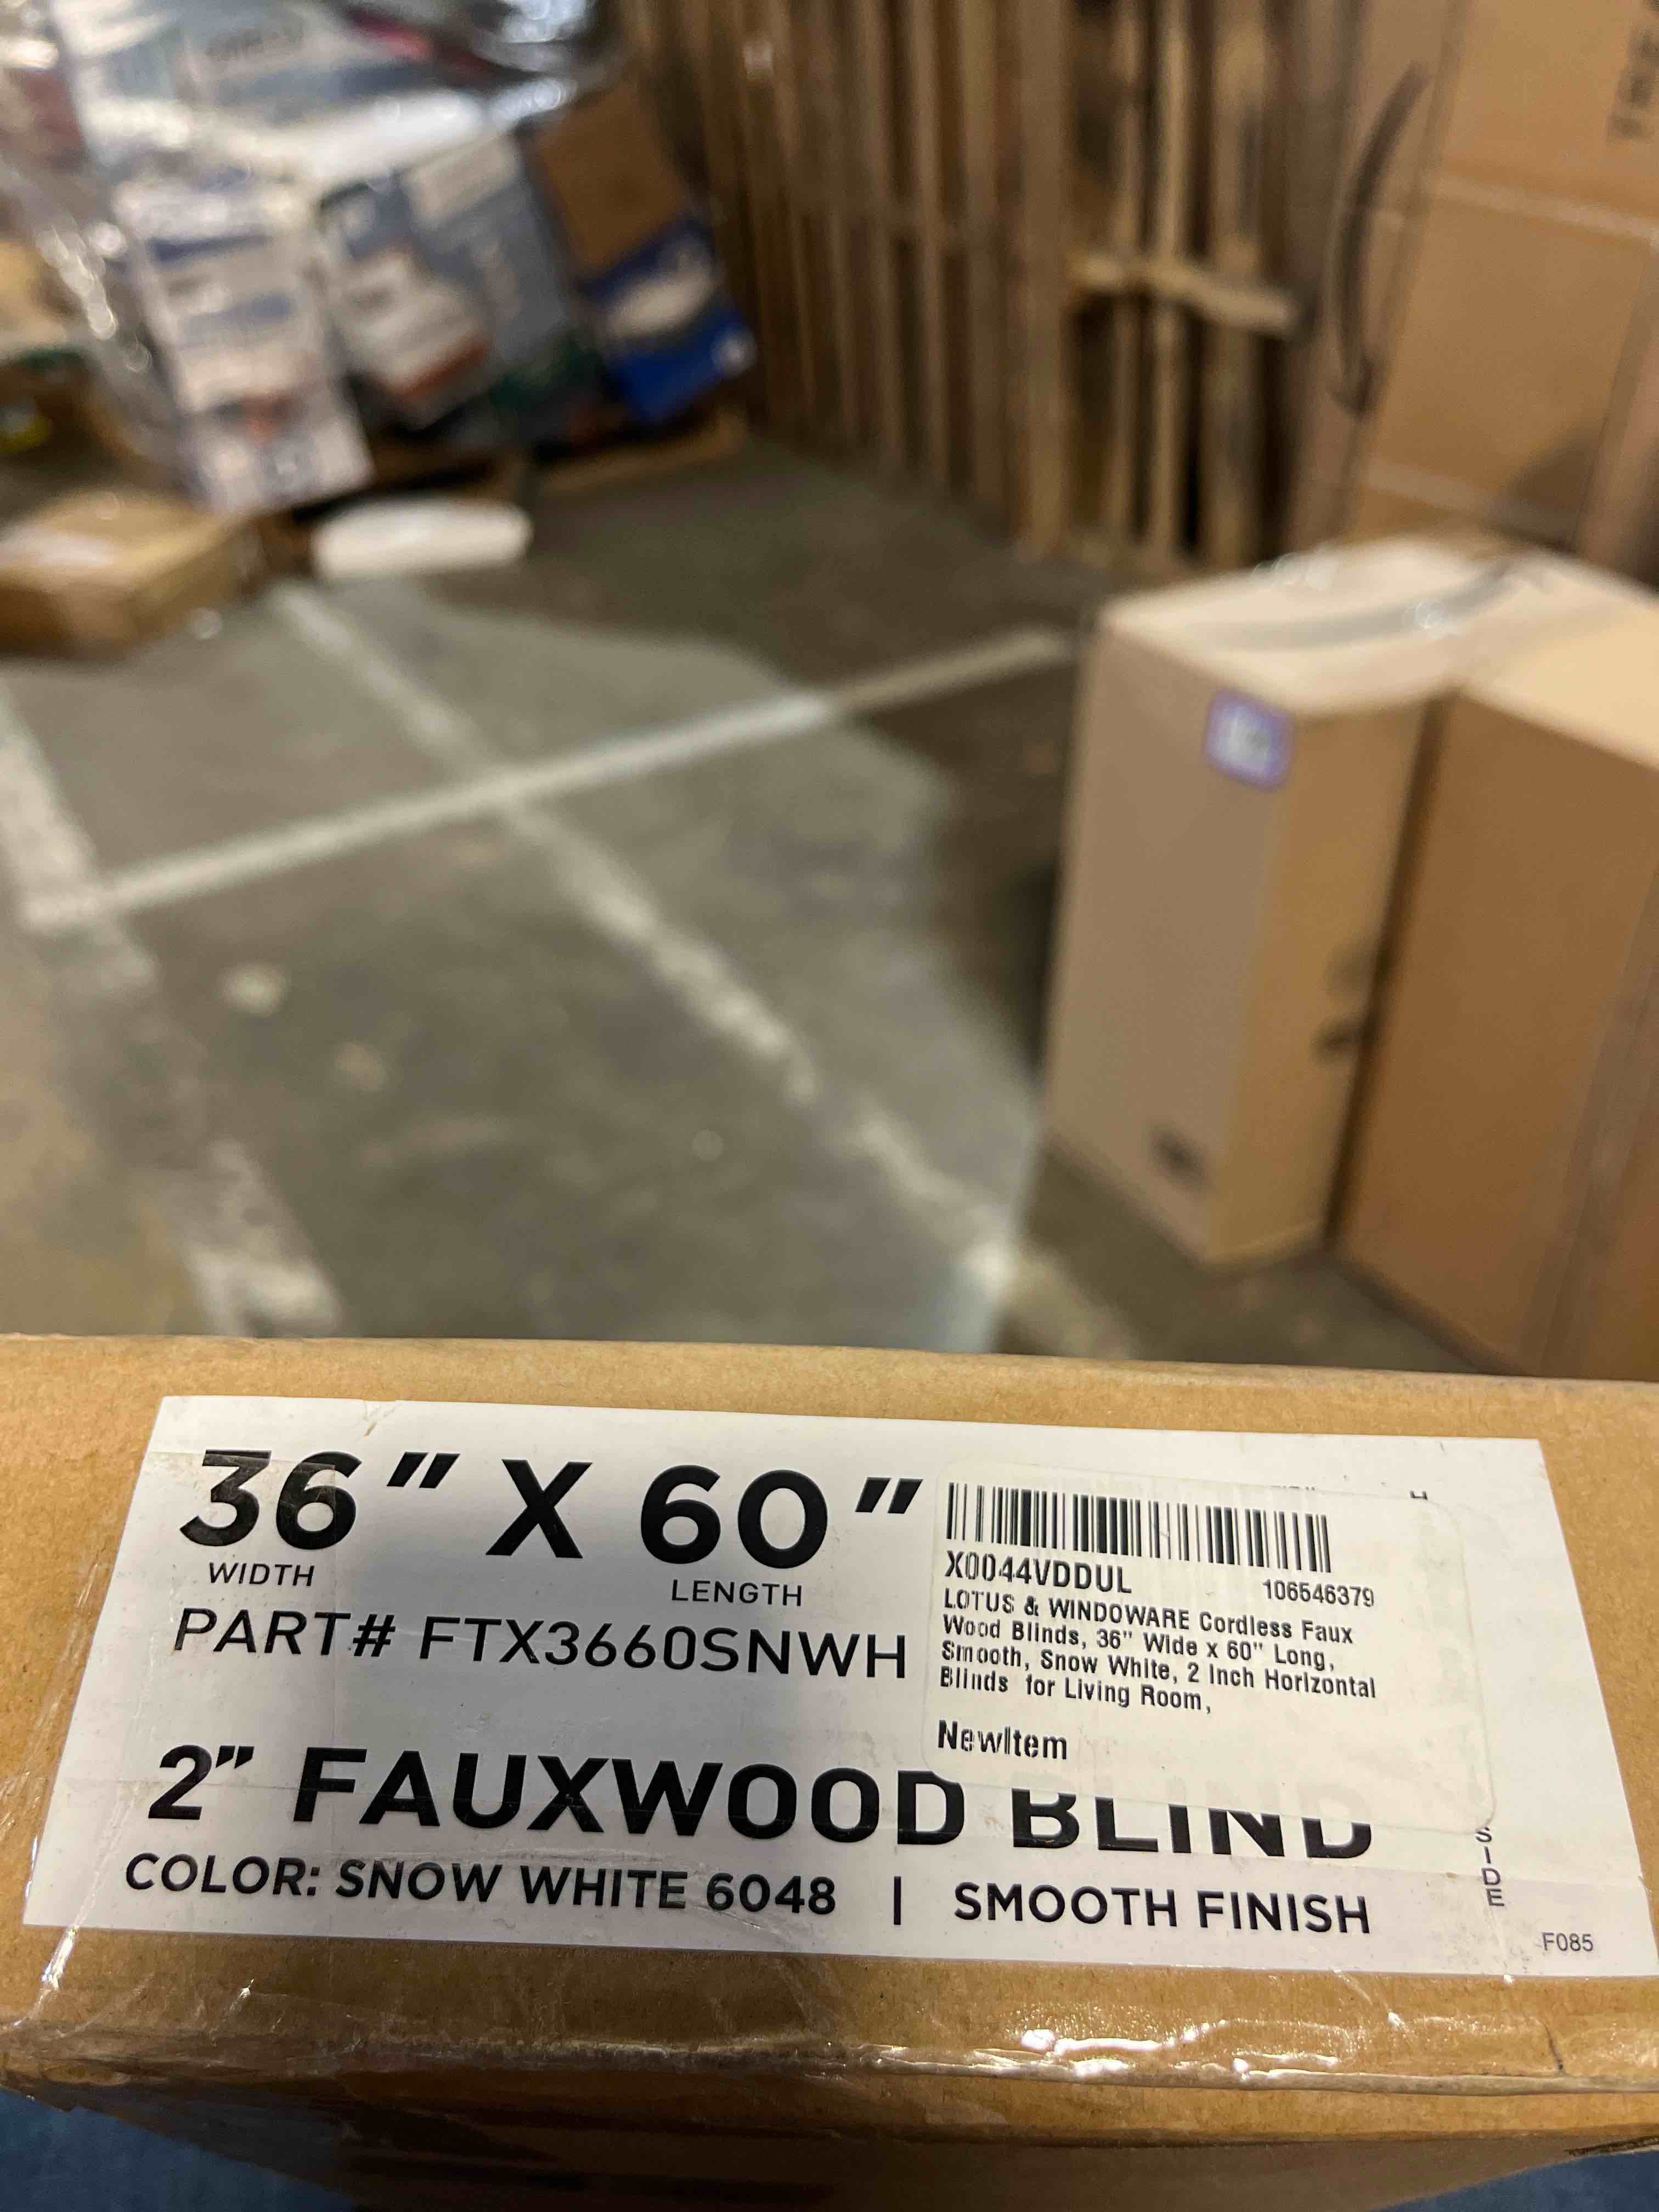 36" X 60"
WIDTH
LENGTH
PART# FTX3660SNWH
X0044VDDUL
106546379
LOTUS & WINDOWARE Cordless Faux
Wood Blinds, 36" Wide x 60" Long,
Smooth, Snow White, 2 Inch Horizontal
Blinds for Living Room,
NewItem
2" FAUXWOOD BLIND
COLOR: SNOW WHITE 6048 | SMOOTH FINISH
SIDE
F085